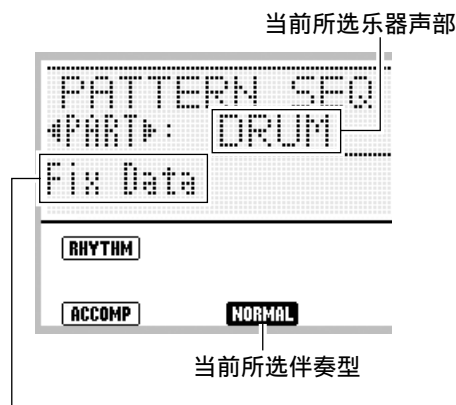 当前所选乐器声部
PATTERN SEQ
◀PART▶: DRUM
Fix Data
RHYTHM
ACCOMP NORMAL
当前所选伴奏型